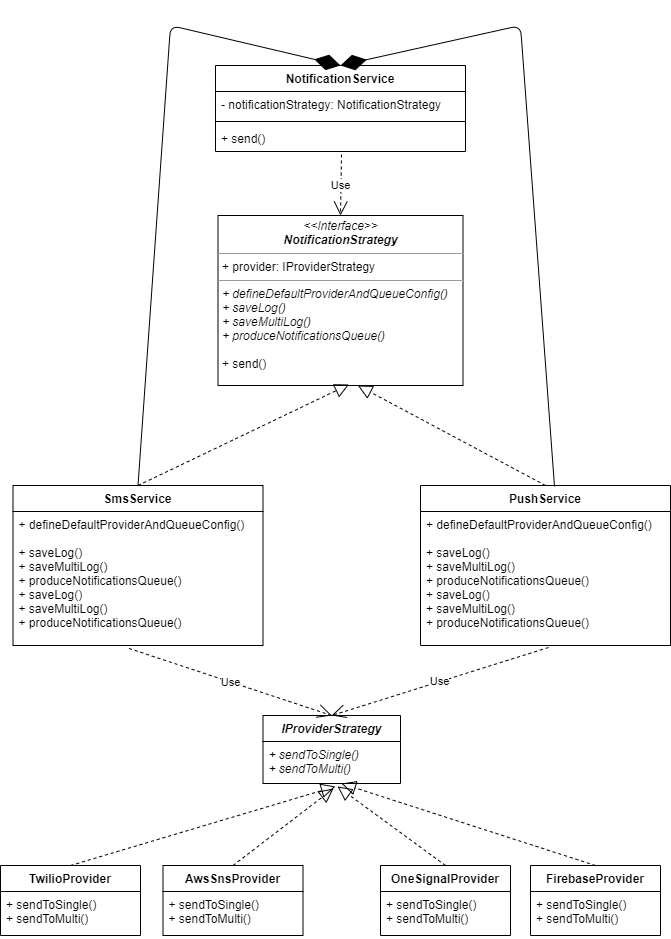 NotificationService
- notificationStrategy: NotificationStrategy
+ send()
Use
<<Interface>>
NotificationStrategy
+ provider: IProviderStrategy
+ defineDefaultProviderAndQueueConfig()
+ saveLog()
+ saveMultiLog()
+ produceNotificationsQueue()
+ send()
SmsService
+ defineDefaultProviderAndQueueConfig()
+ saveLog()
+ saveMultiLog()
+ produceNotificationsQueue()
+ saveLog()
+ saveMultiLog()
+ produceNotificationsQueue()
PushService
+ defineDefaultProviderAndQueueConfig()
+ saveLog()
+ saveMultiLog()
+ produceNotificationsQueue()
+ saveLog()
+ saveMultiLog()
+ produceNotificationsQueue()
Use
Use
IProviderStrategy
+ sendToSingle()
+ sendToMulti()
TwilioProvider
+ sendToSingle()
+ sendToMulti()
AwsSnsProvider
+ sendToSingle()
+ sendToMulti()
OneSignalProvider
+ sendToSingle()
+ sendToMulti()
FirebaseProvider
+ sendToSingle()
+ sendToMulti()